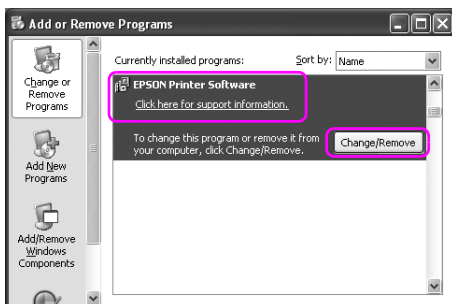 Add or Remove Programs
Change or
Remove
Programs
Currently installed programs:
Sort by:
Name
EPSON Printer Software
Click here for support information.
To change this program or remove it from
your computer, click Change/Remove.
Change/Remove
Add New
Programs
Add/Remove
Windows
Components